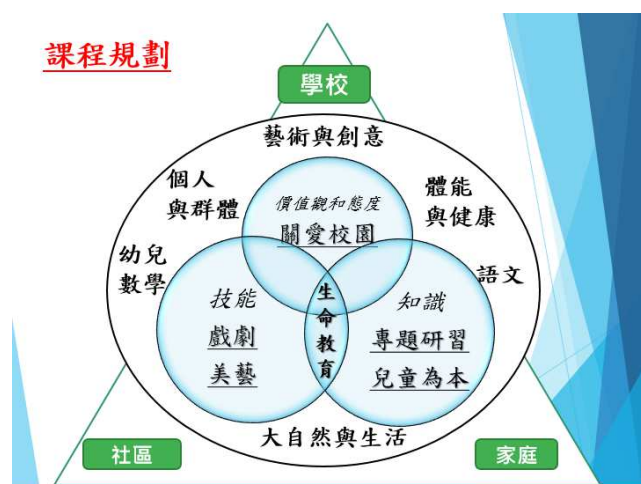 課程規劃
學校
藝術與創意
個人
與群體
體能
與健康
價值觀和態度
關愛校園
幼兒
數學
語文
技能
戲劇
美藝
生命教育
知識
專題研習
兒童為本
大自然與生活
社區
家庭